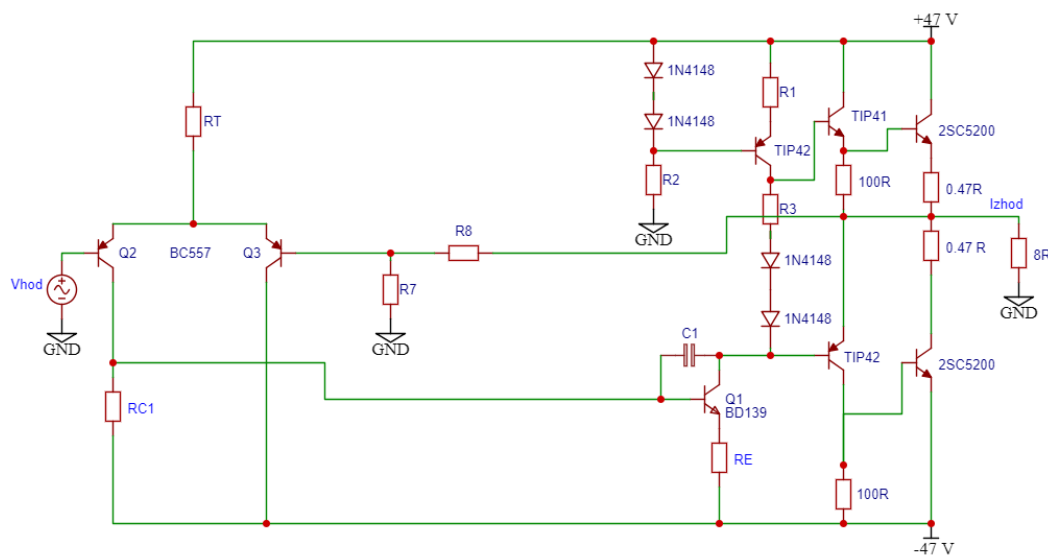 +47 V
1N4148
R1
RT
TIP41
1N4148
2SC5200
TIP42
R2
100R
0.47R
R3
Izhod
GND
R8
Q2
BC557
Q3
0.47 R
8R
Vhod
R7
1N4148
GND
GND
GND
1N4148
C1
TIP42
2SC5200
Q1
BD139
RC1
RE
100R
-47 V